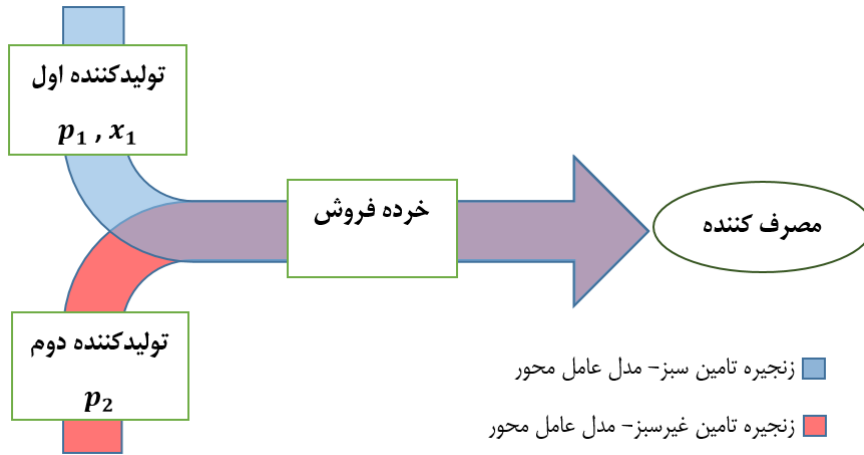 تولیدکننده اول
p₁ , x₁
خرده فروش
مصرف کننده
تولیدکننده دوم
p₂
زنجیره تامین سبز- مدل عامل محور
زنجیره تامین غیرسبز- مدل عامل محور